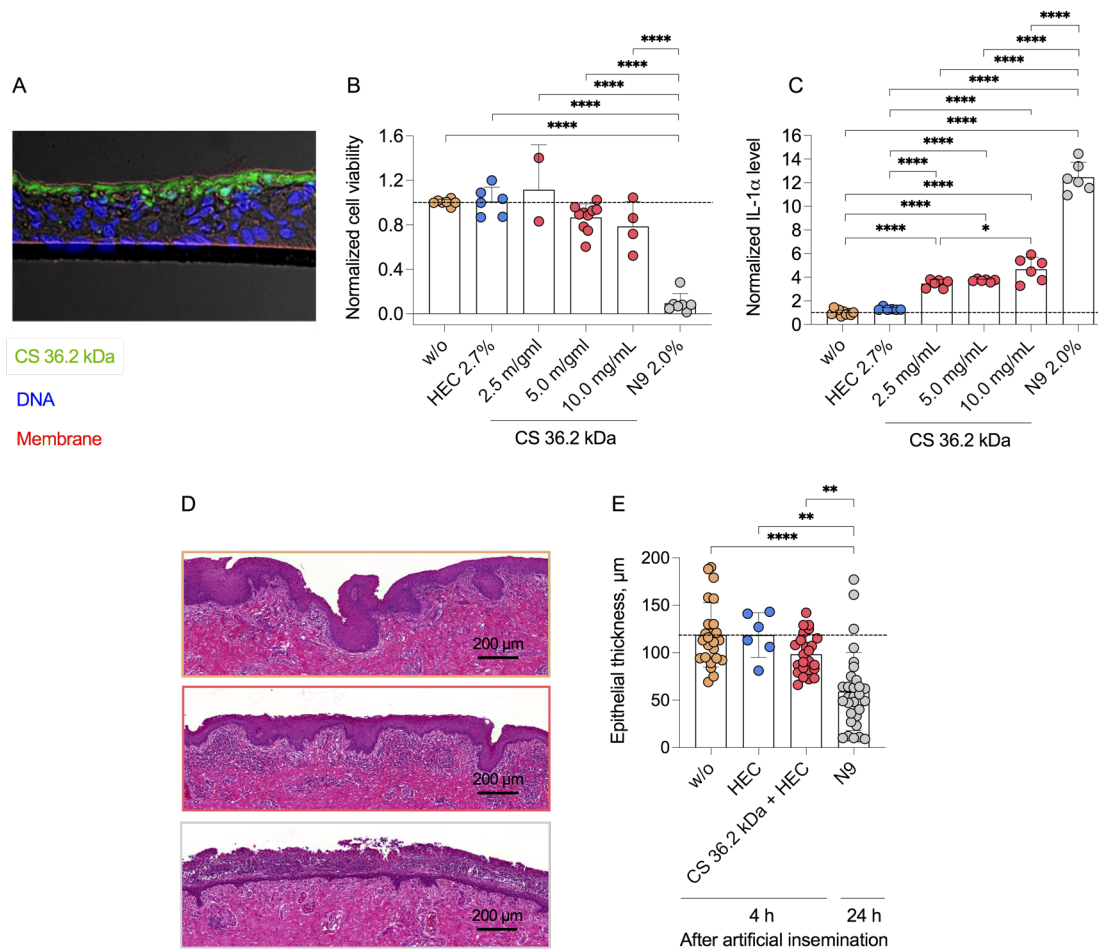 A
CS 36.2 kDa
DNA
Membrane
B
****
****
****
****
****
Normalized cell viability
1.6
1.2
0.8
0.4
0.0
w/o
HEC 2.7%
2.5 m/gml
5.0 m/gml
10.0 mg/mL
N9 2.0%
CS 36.2 kDa
C
****
****
****
****
****
****
****
****
****
****
****
*
Normalized IL-1α level
16
14
12
10
8
6
4
2
0
w/o
HEC 2.7%
2.5 mg/mL
5.0 mg/mL
10.0 mg/mL
N9 2.0%
CS 36.2 kDa
D
200 µm
200 µm
200 µm
E
**
**
****
Epithelial thickness, µm
200
150
100
50
0
w/o
HEC
CS 36.2 kDa + HEC
N9
4 h
24 h
After artificial insemination